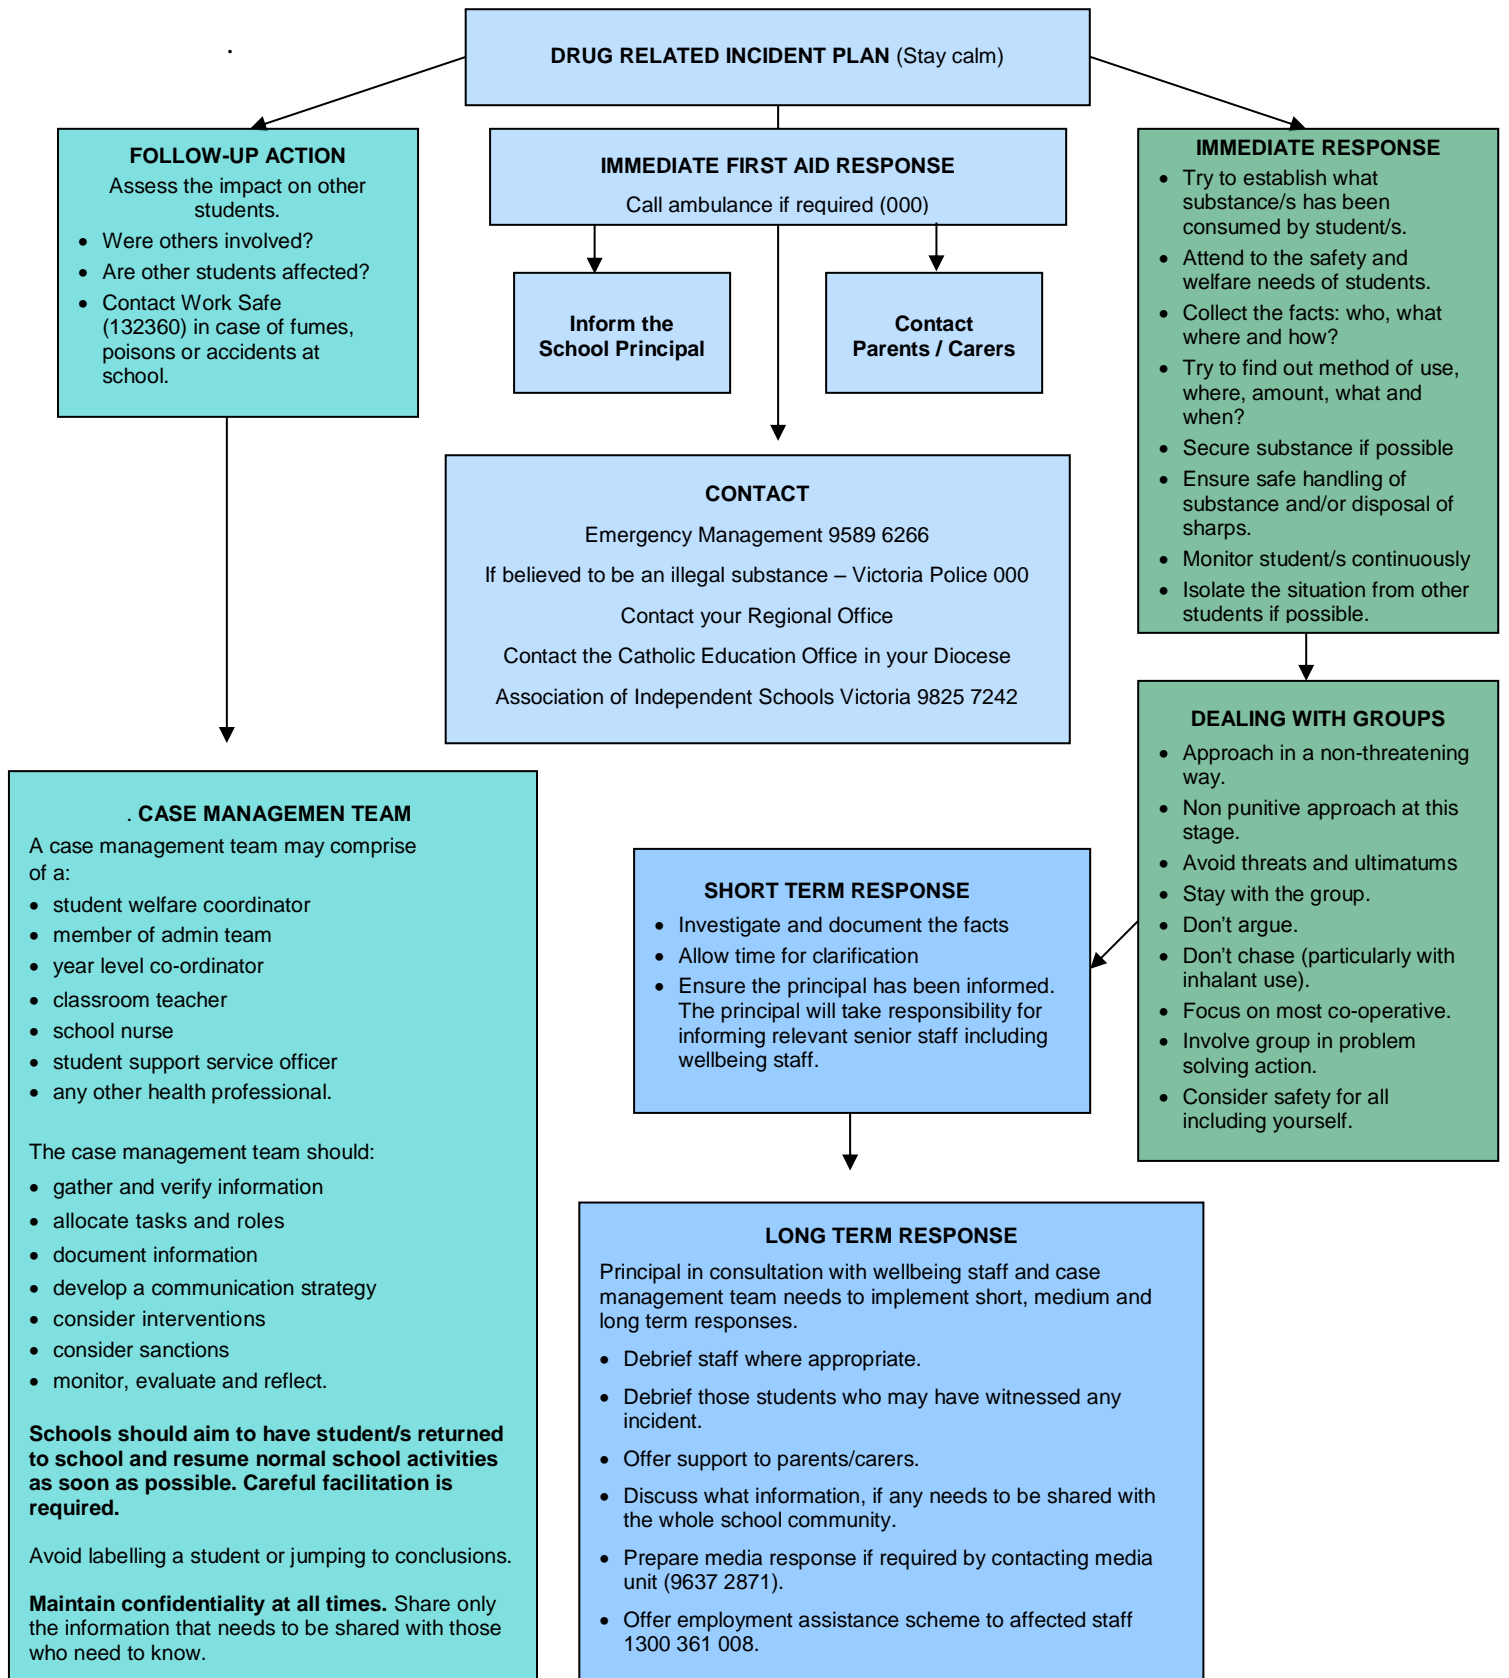 .
DRUG RELATED INCIDENT PLAN (Stay calm)
FOLLOW-UP ACTION
Assess the impact on other
students.
• Were others involved?
• Are other students affected?
• Contact Work Safe
(132360) in case of fumes,
poisons or accidents at
school.
IMMEDIATE FIRST AID RESPONSE
Call ambulance if required (000)
Inform the
School Principal
Contact
Parents / Carers
IMMEDIATE RESPONSE
• Try to establish what
substance/s has been
consumed by student/s.
• Attend to the safety and
welfare needs of students.
• Collect the facts: who, what
where and how?
• Try to find out method of use,
where, amount, what and
when?
• Secure substance if possible
• Ensure safe handling of
substance and/or disposal of
sharps.
• Monitor student/s continuously
• Isolate the situation from other
students if possible.
CONTACT
Emergency Management 9589 6266
If believed to be an illegal substance – Victoria Police 000
Contact your Regional Office
Contact the Catholic Education Office in your Diocese
Association of Independent Schools Victoria 9825 7242
DEALING WITH GROUPS
• Approach in a non-threatening
way.
• Non punitive approach at this
stage.
• Avoid threats and ultimatums
• Stay with the group.
• Don't argue.
• Don't chase (particularly with
inhalant use).
• Focus on most co-operative.
• Involve group in problem
solving action.
• Consider safety for all
including yourself.
. CASE MANAGEMEN TEAM
A case management team may comprise
of a:
• student welfare coordinator
• member of admin team
• year level co-ordinator
• classroom teacher
• school nurse
• student support service officer
• any other health professional.
The case management team should:
• gather and verify information
• allocate tasks and roles
• document information
• develop a communication strategy
• consider interventions
• consider sanctions
• monitor, evaluate and reflect.
Schools should aim to have student/s returned
to school and resume normal school activities
as soon as possible. Careful facilitation is
required.
Avoid labelling a student or jumping to conclusions.
Maintain confidentiality at all times. Share only
the information that needs to be shared with those
who need to know.
SHORT TERM RESPONSE
• Investigate and document the facts
• Allow time for clarification
• Ensure the principal has been informed.
The principal will take responsibility for
informing relevant senior staff including
wellbeing staff.
LONG TERM RESPONSE
Principal in consultation with wellbeing staff and case
management team needs to implement short, medium and
long term responses.
• Debrief staff where appropriate.
• Debrief those students who may have witnessed any
incident.
• Offer support to parents/carers.
• Discuss what information, if any needs to be shared with
the whole school community.
• Prepare media response if required by contacting media
unit (9637 2871).
• Offer employment assistance scheme to affected staff
1300 361 008.